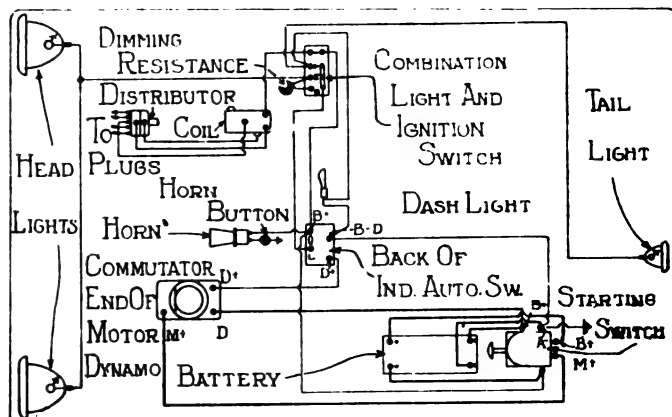 Dimming
Resistance
Distributor
Coil
To
Plugs
Head
Lights
Combination
Light And
Ignition
Switch
Tail
Light
Horn
Button
Horn
B+
-B-D
D+
Dash Light
Back Of
Ind. Auto. Sw.
Commutator
End Of
Motor
Dynamo
D+
M+
D
Battery
B+
A
Starting
Switch
B+
M+